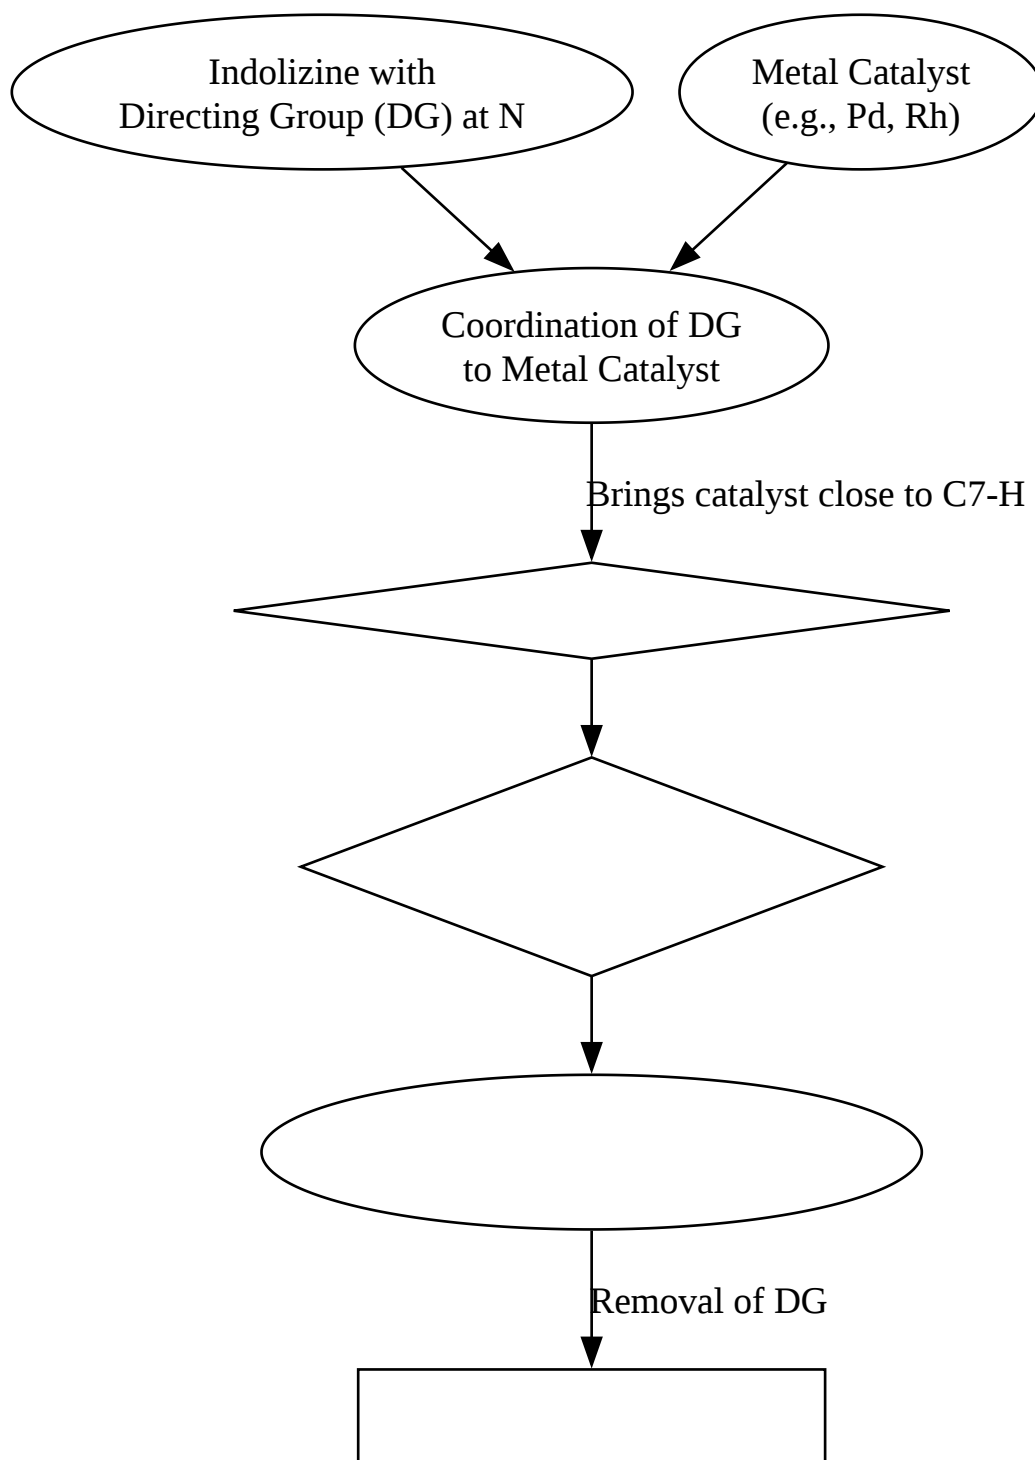 Indolizine with
Directing Group (DG) at N
Metal Catalyst
(e.g., Pd, Rh)
Coordination of DG
to Metal Catalyst
Brings catalyst close to C7-H
Removal of DG